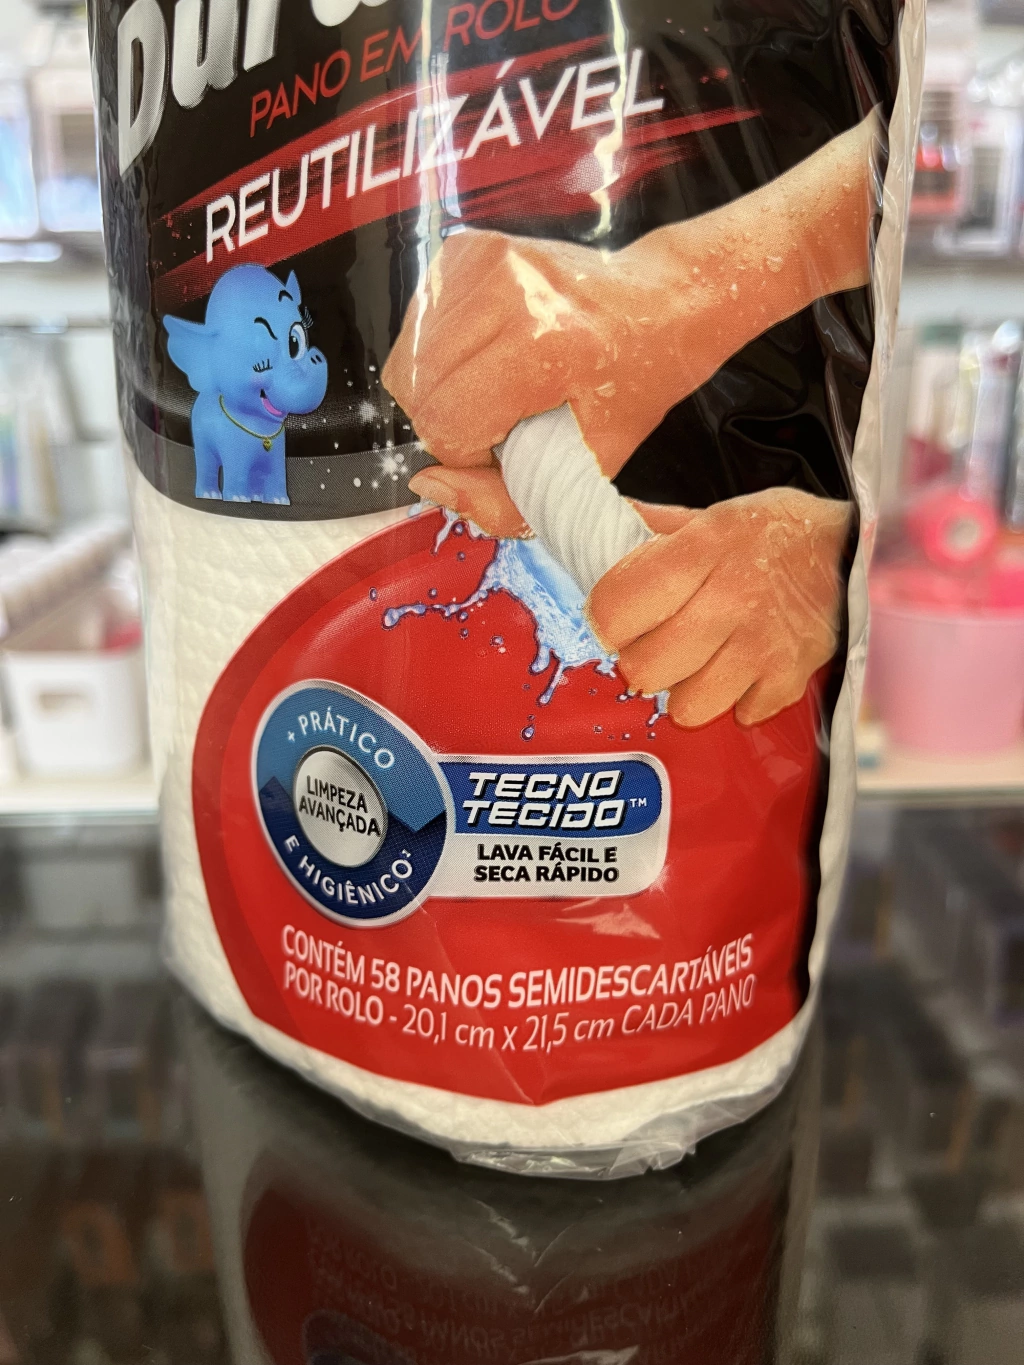 PANO EM ROLO
REUTILIZÁVEL
+ PRÁTICO
LIMPEZA
AVANÇADA
E HIGIÊNICO¹
TECNO
TECIDO™
LAVA FÁCIL E
SECA RÁPIDO
CONTÉM 58 PANOS SEMIDESCARTÁVEIS
POR ROLO - 20,1 cm x 21,5 cm CADA PANO